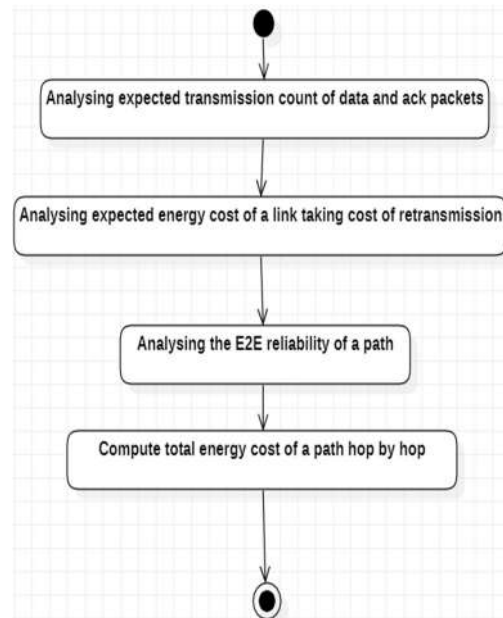 Analysing expected transmission count of data and ack packets
Analysing expected energy cost of a link taking cost of retransmission
Analysing the E2E reliability of a path
Compute total energy cost of a path hop by hop